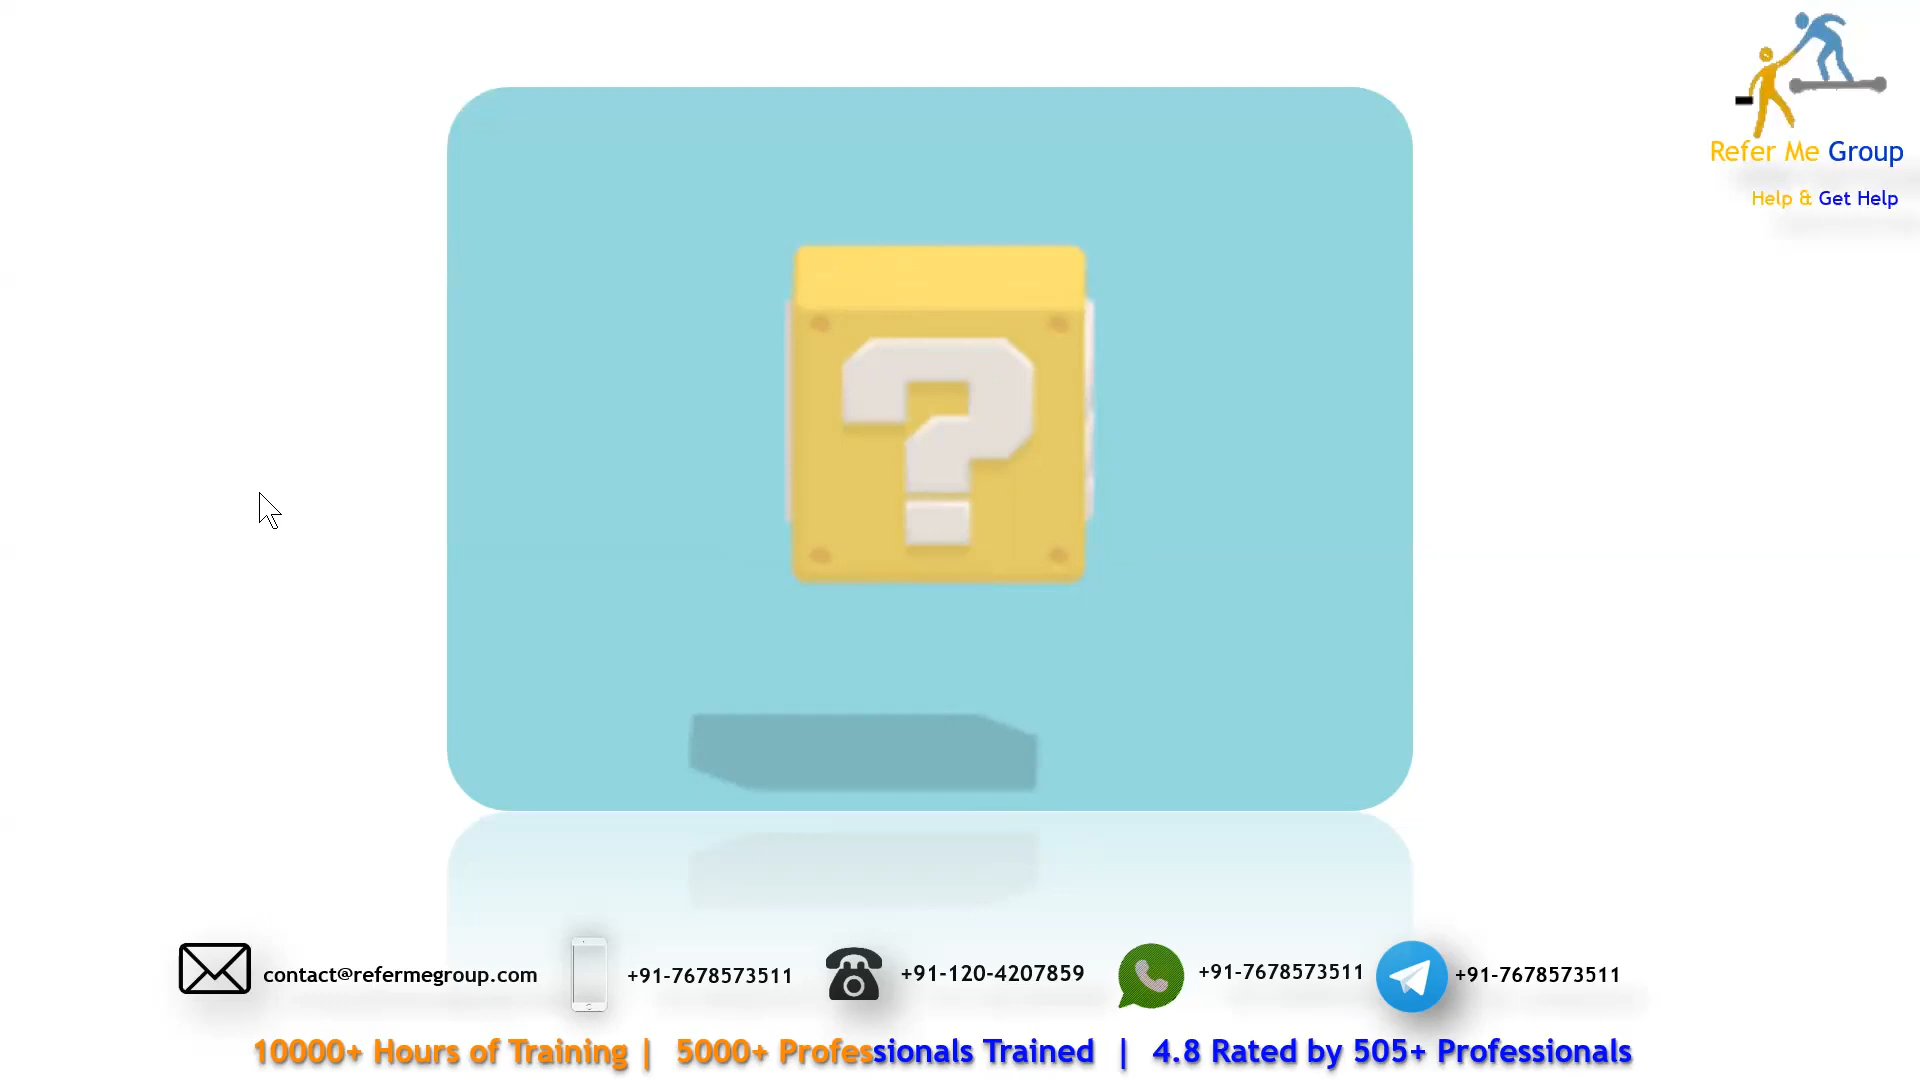 Refer Me Group
Help & Get Help
?
contact@refermegroup.com
+91-7678573511
+91-120-4207859
+91-7678573511
+91-7678573511
10000+ Hours of Training | 5000+ Professionals Trained | 4.8 Rated by 505+ Professionals